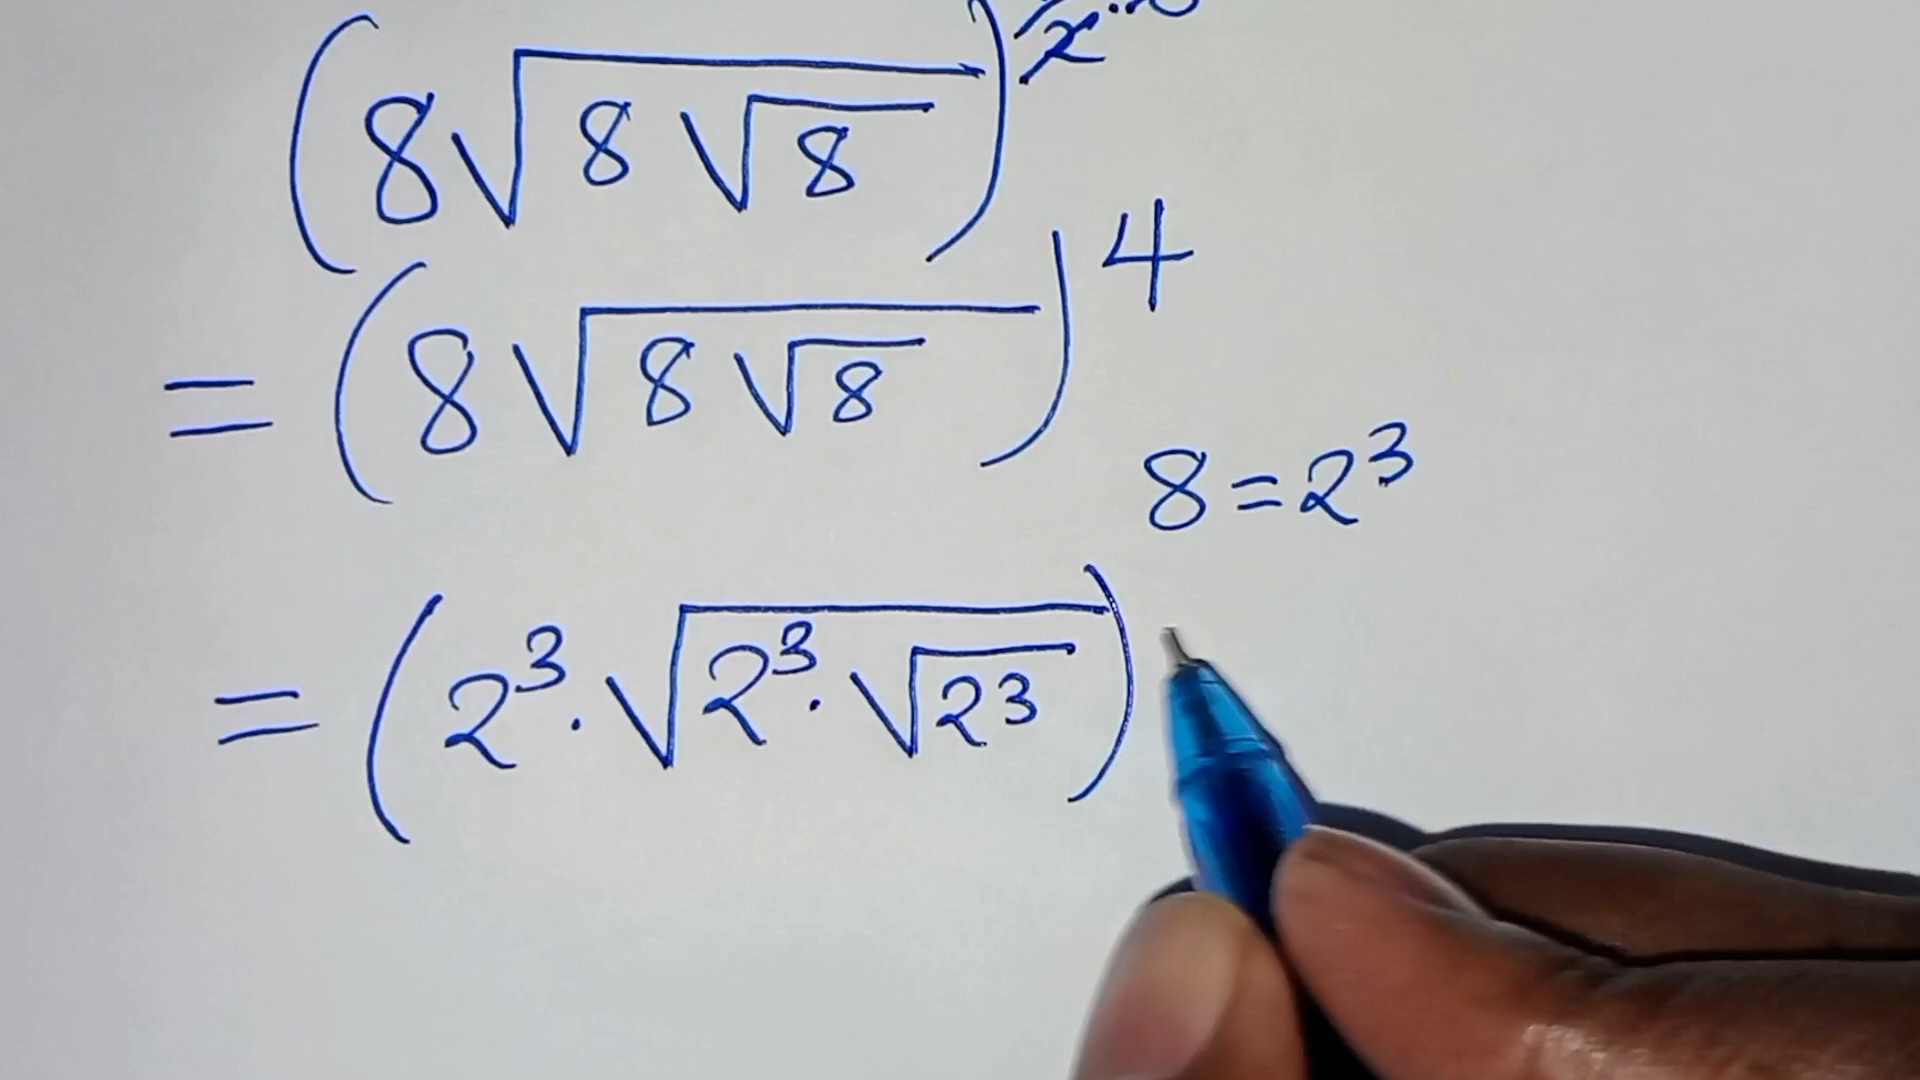 (8√(8√8))
= (8√(8√8))⁴
8 = 2³
= (2³·√(2³·√2³))